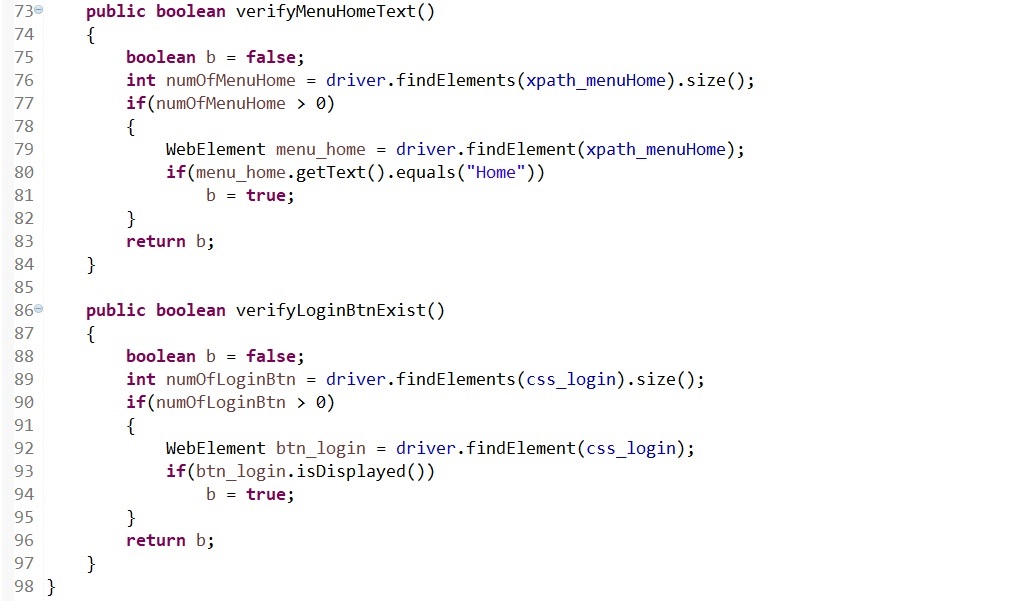 73 public boolean verifyMenuHomeText()
74 {
75 boolean b = false;
76 int numOfMenuHome = driver.findElements(xpath_menuHome).size();
77 if(numOfMenuHome > 0)
78 {
79 WebElement menu_home = driver.findElement(xpath_menuHome);
80 if(menu_home.getText().equals("Home"))
81 b = true;
82 }
83 return b;
84 }
85
86 public boolean verifyLoginBtnExist()
87 {
88 boolean b = false;
89 int numOfLoginBtn = driver.findElements(css_login).size();
90 if(numOfLoginBtn > 0)
91 {
92 WebElement btn_login = driver.findElement(css_login);
93 if(btn_login.isDisplayed())
94 b = true;
95 }
96 return b;
97 }
98 }